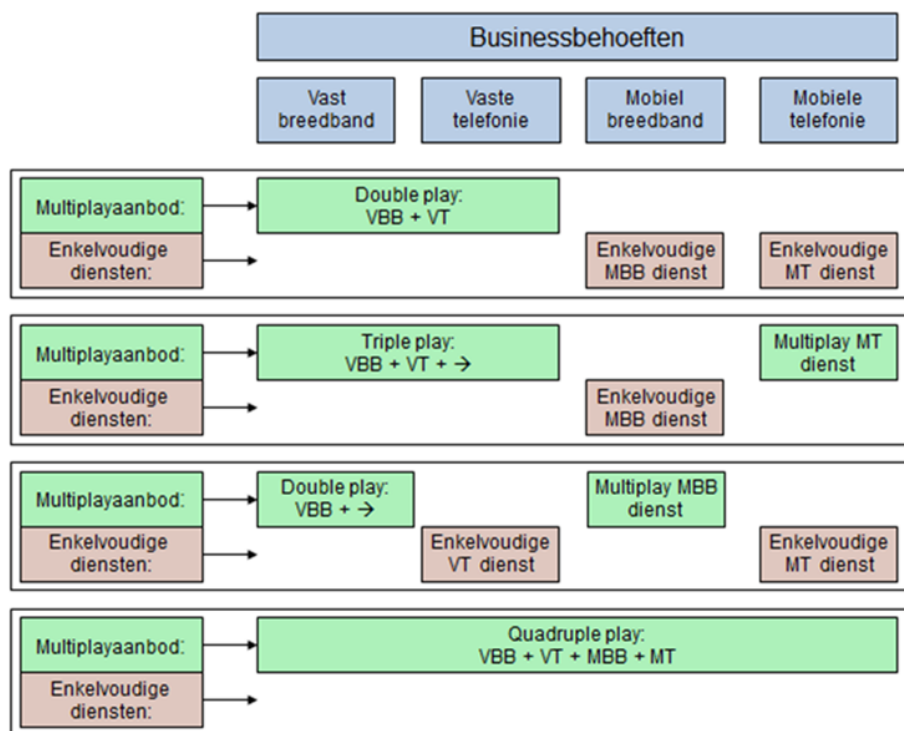 Businessbehoeften
Vast
breedband
Vaste
telefonie
Mobiel
breedband
Mobiele
telefonie
Multiplayaanbod:
Double play:
VBB + VT
Enkelvoudige
diensten:
Enkelvoudige
MBB dienst
Enkelvoudige
MT dienst
Multiplayaanbod:
Triple play:
VBB + VT + →
Multiplay MT
dienst
Enkelvoudige
diensten:
Enkelvoudige
MBB dienst
Multiplayaanbod:
Double play:
VBB + →
Multiplay MBB
dienst
Enkelvoudige
diensten:
Enkelvoudige
VT dienst
Enkelvoudige
MT dienst
Multiplayaanbod:
Quadruple play:
VBB + VT + MBB + MT
Enkelvoudige
diensten: